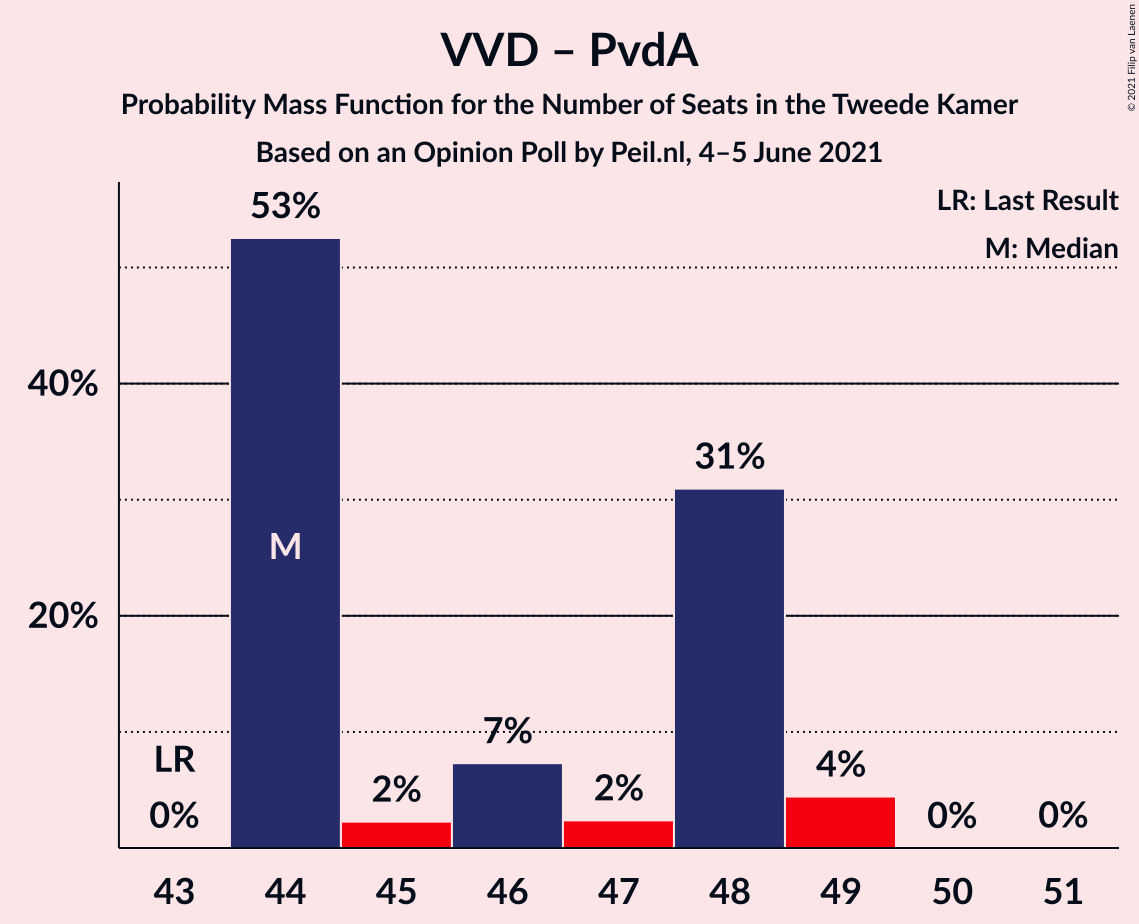 VVD – PvdA
Probability Mass Function for the Number of Seats in the Tweede Kamer
Based on an Opinion Poll by Peil.nl, 4–5 June 2021
© 2021 Filip van Laenen
LR: Last Result
M: Median
53%
40%
31%
M
20%
7%
LR
4%
2%
2%
0%
0%
0%
43 44 45 46 47 48 49 50 51